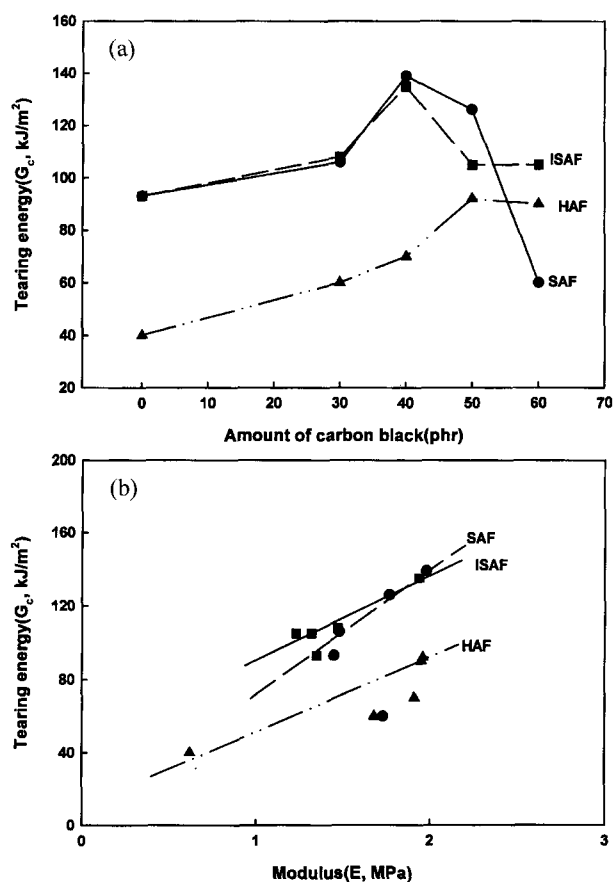 (a)
160
140
120
100
80
60
40
20
Tearing energy(G_c, kJ/m²)
ISAF
HAF
SAF
0 10 20 30 40 50 60 70
Amount of carbon black(phr)
(b)
200
160
120
80
40
0
Tearing energy(G_c, kJ/m²)
SAF
ISAF
HAF
0 1 2 3
Modulus(E, MPa)